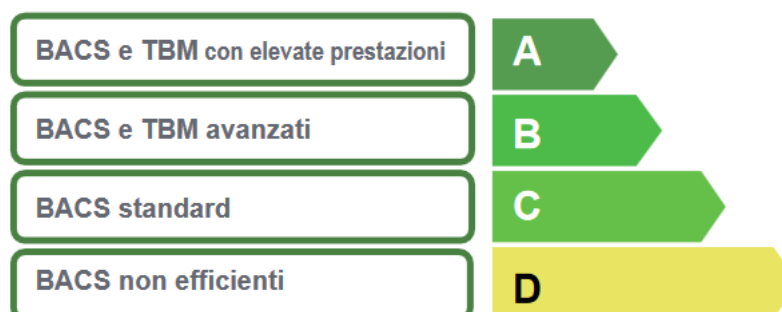 BACS e TBM con elevate prestazioni A
BACS e TBM avanzati B
BACS standard C
BACS non efficienti D